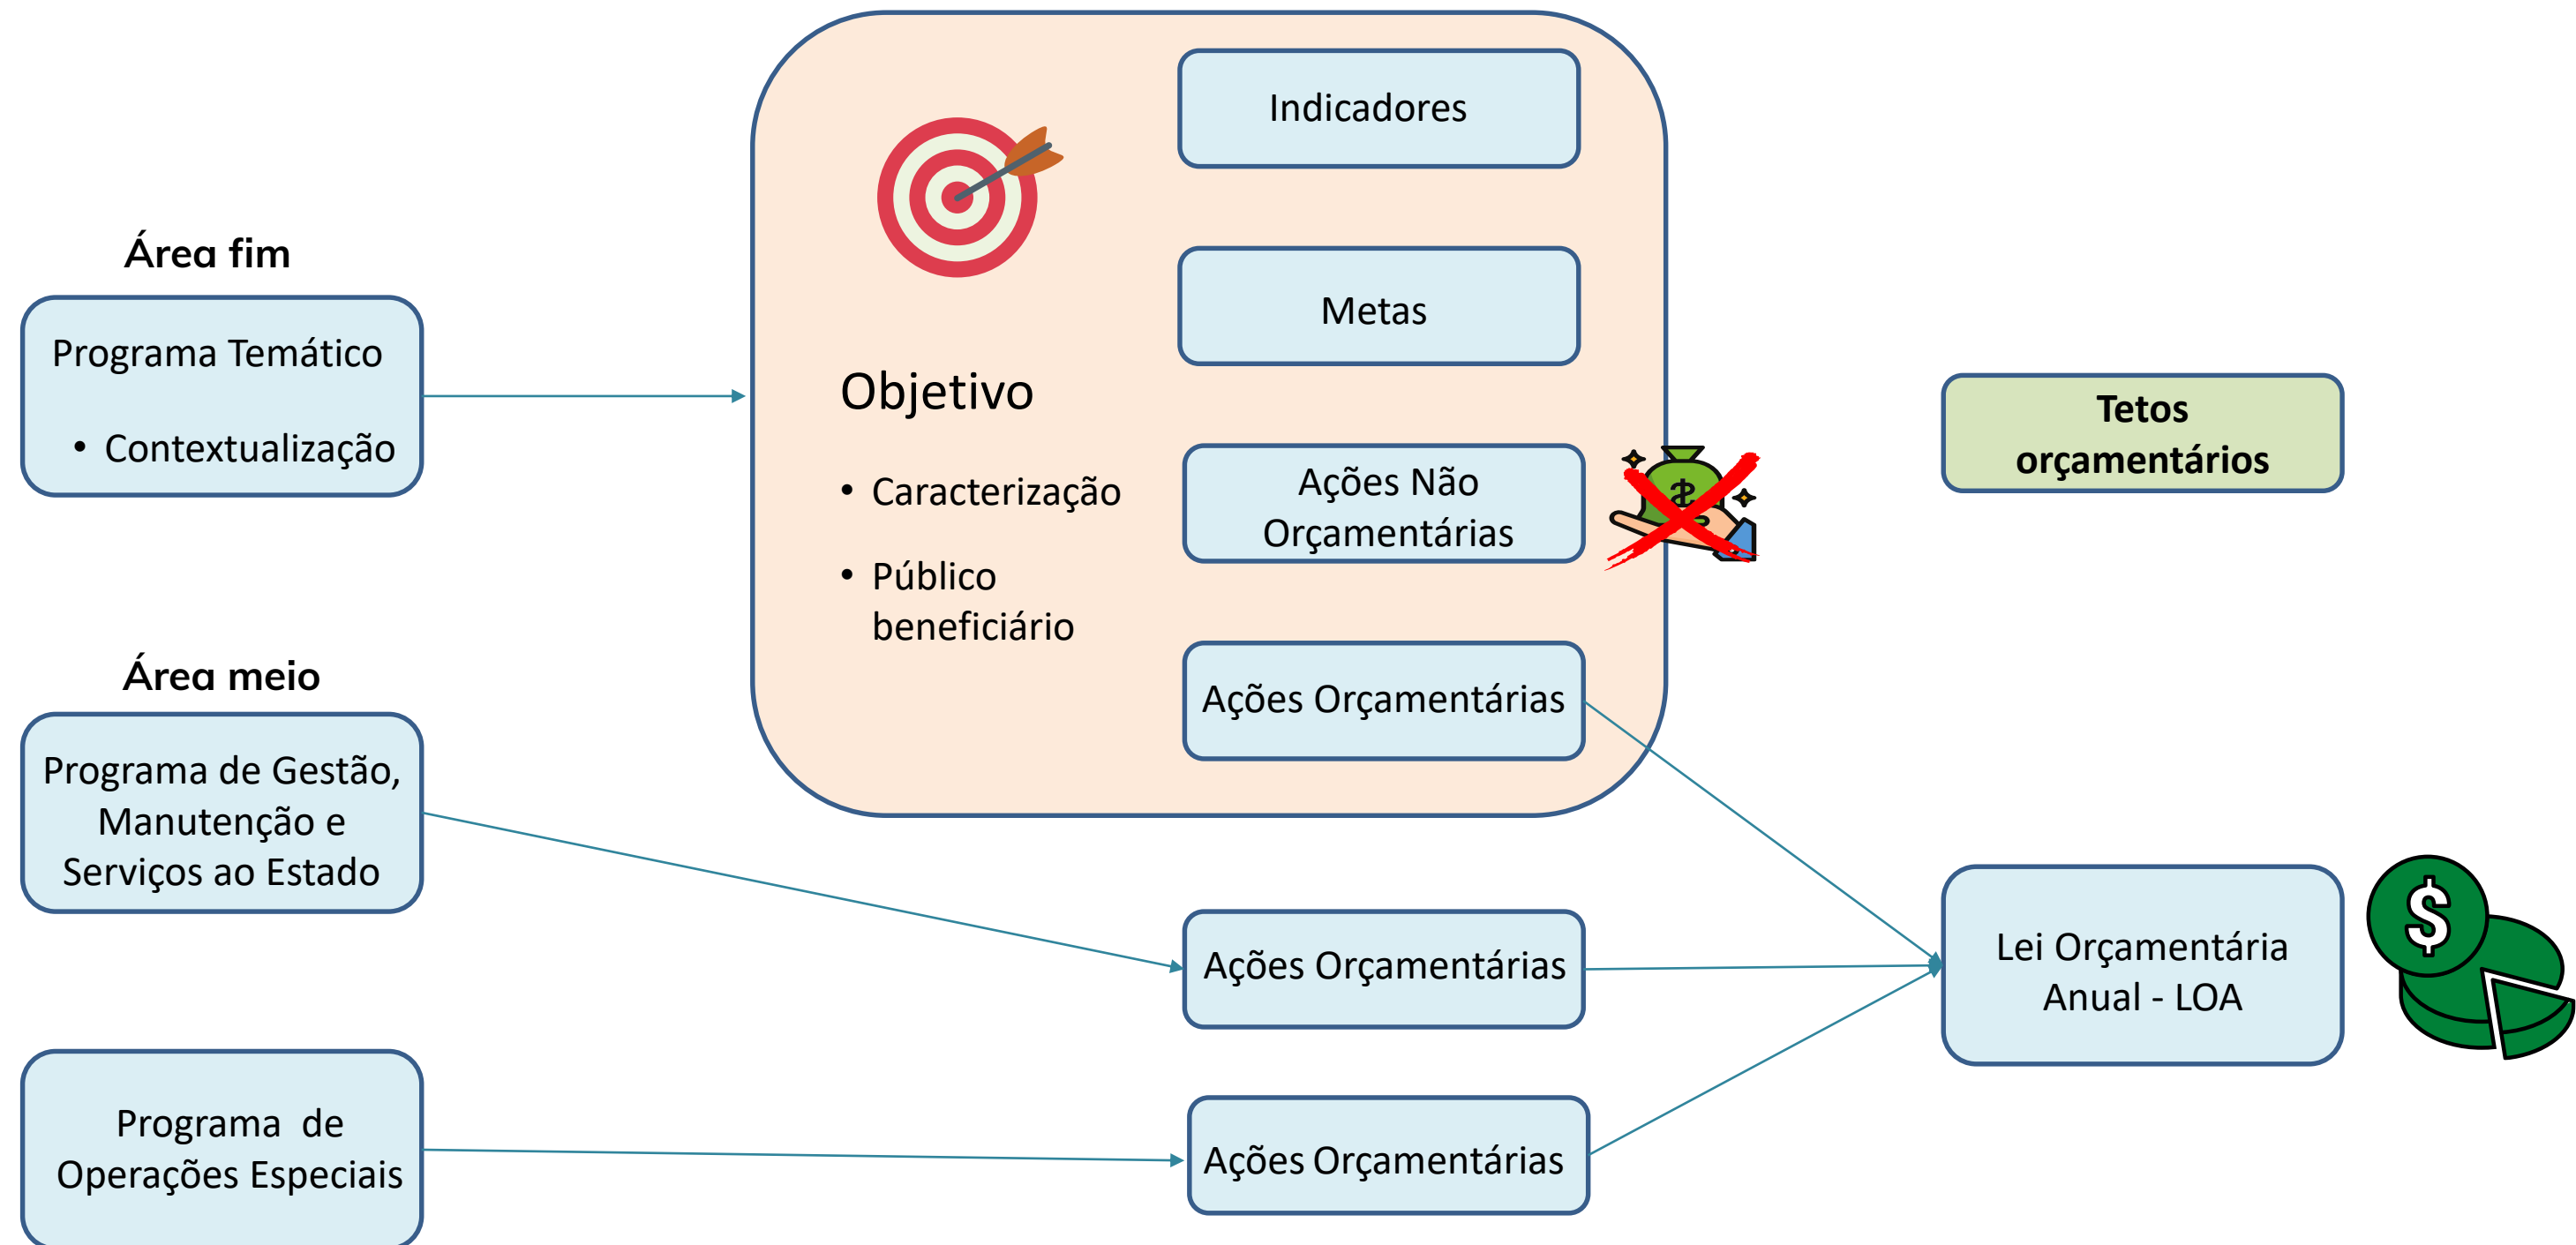 Área fim
Programa Temático
• Contextualização
Objetivo
• Caracterização
• Público
beneficiário
Indicadores
Metas
Ações Não
Orçamentárias
Ações Orçamentárias
Tetos
orçamentários
Área meio
Programa de Gestão,
Manutenção e
Serviços ao Estado
Ações Orçamentárias
Lei Orçamentária
Anual - LOA
$
Programa de
Operações Especiais
Ações Orçamentárias